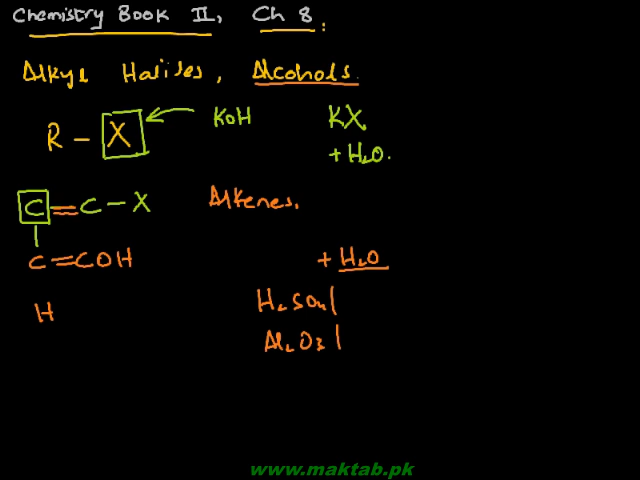 Chemistry Book II, Ch 8.
Alkyl Halides, Alcohols.
R – X KOH KX
+ H₂O.
C = C – X Alkenes.
C = COH + H₂O
H H₂SO₄
Al₂O₃
www.maktab.pk